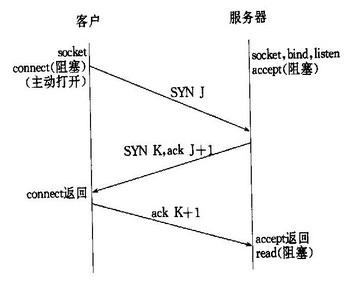 客户
服务器
socket
connect(阻塞)
(主动打开)
socket,bind,listen
accept(阻塞)
SYN J
SYN K,ack J+1
connect返回
ack K+1
accept返回
read(阻塞)